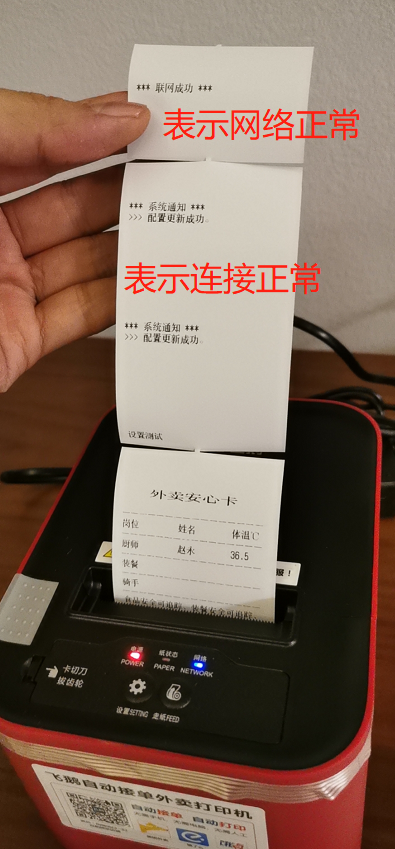 *** 联网成功 ***
表示网络正常
*** 系统通知 ***
>>> 配置更新成功.
表示连接正常
*** 系统通知 ***
>>> 配置更新成功.
设置测试
外卖安心卡
岗位 姓名 体温℃
厨师 赵木 36.5
装餐
骑手
服!
电源 纸状态 网络
POWER PAPER NETWORK
卡切刀
拔齿轮
设置SETTING 走纸FEED
飞鹅自动接单外卖打印机
自动接单 自动打印